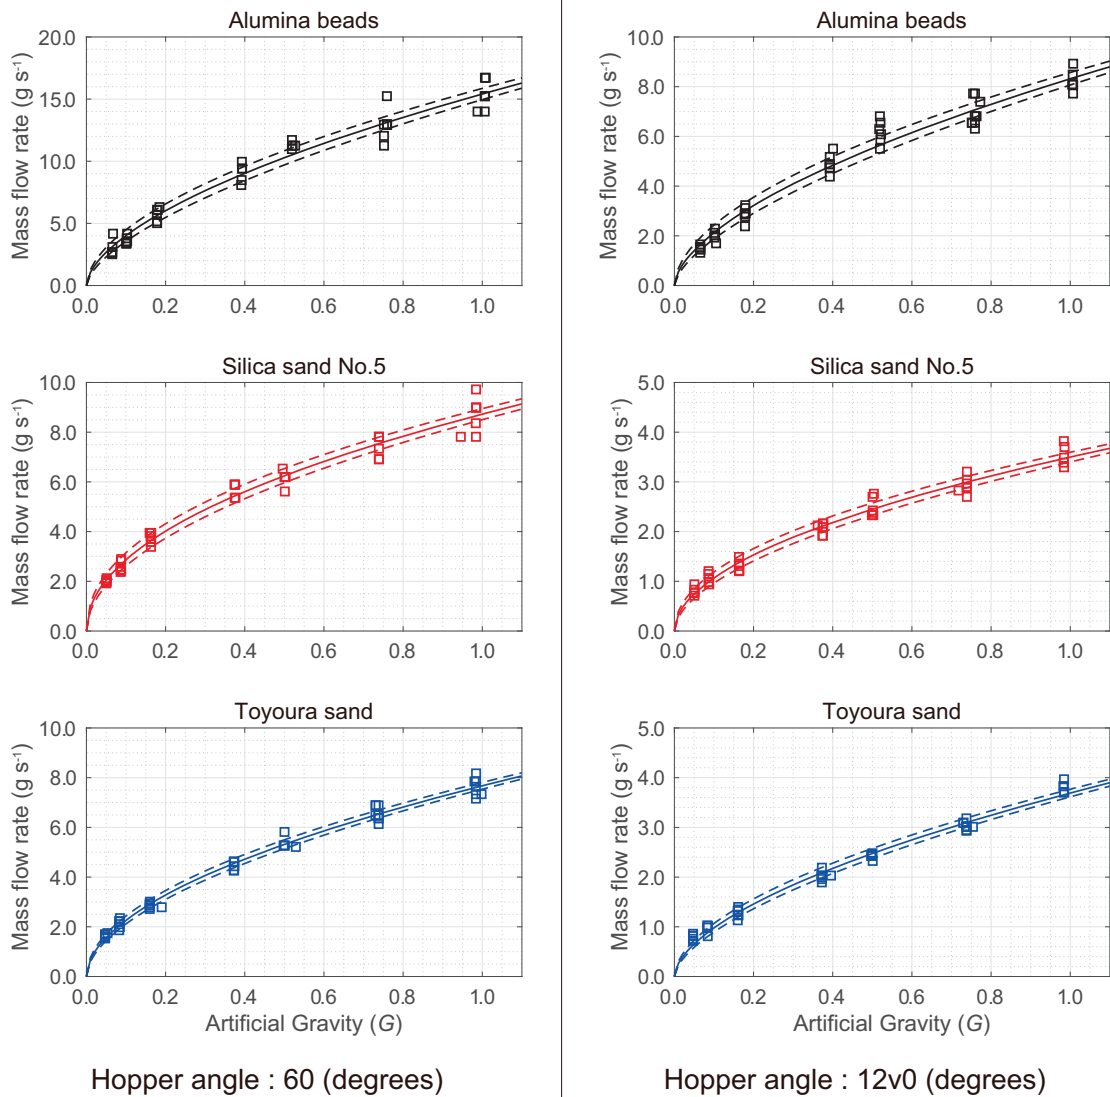 Alumina beads
20.0
15.0
10.0
5.0
0.0
Mass flow rate (g s⁻¹)
0.0 0.2 0.4 0.6 0.8 1.0
Silica sand No.5
10.0
8.0
6.0
4.0
2.0
0.0
Mass flow rate (g s⁻¹)
0.0 0.2 0.4 0.6 0.8 1.0
Toyoura sand
10.0
8.0
6.0
4.0
2.0
0.0
Mass flow rate (g s⁻¹)
0.0 0.2 0.4 0.6 0.8 1.0
Artificial Gravity (G)
Hopper angle : 60 (degrees)
Alumina beads
10.0
8.0
6.0
4.0
2.0
0.0
Mass flow rate (g s⁻¹)
0.0 0.2 0.4 0.6 0.8 1.0
Silica sand No.5
5.0
4.0
3.0
2.0
1.0
0.0
Mass flow rate (g s⁻¹)
0.0 0.2 0.4 0.6 0.8 1.0
Toyoura sand
5.0
4.0
3.0
2.0
1.0
0.0
Mass flow rate (g s⁻¹)
0.0 0.2 0.4 0.6 0.8 1.0
Artificial Gravity (G)
Hopper angle : 12v0 (degrees)